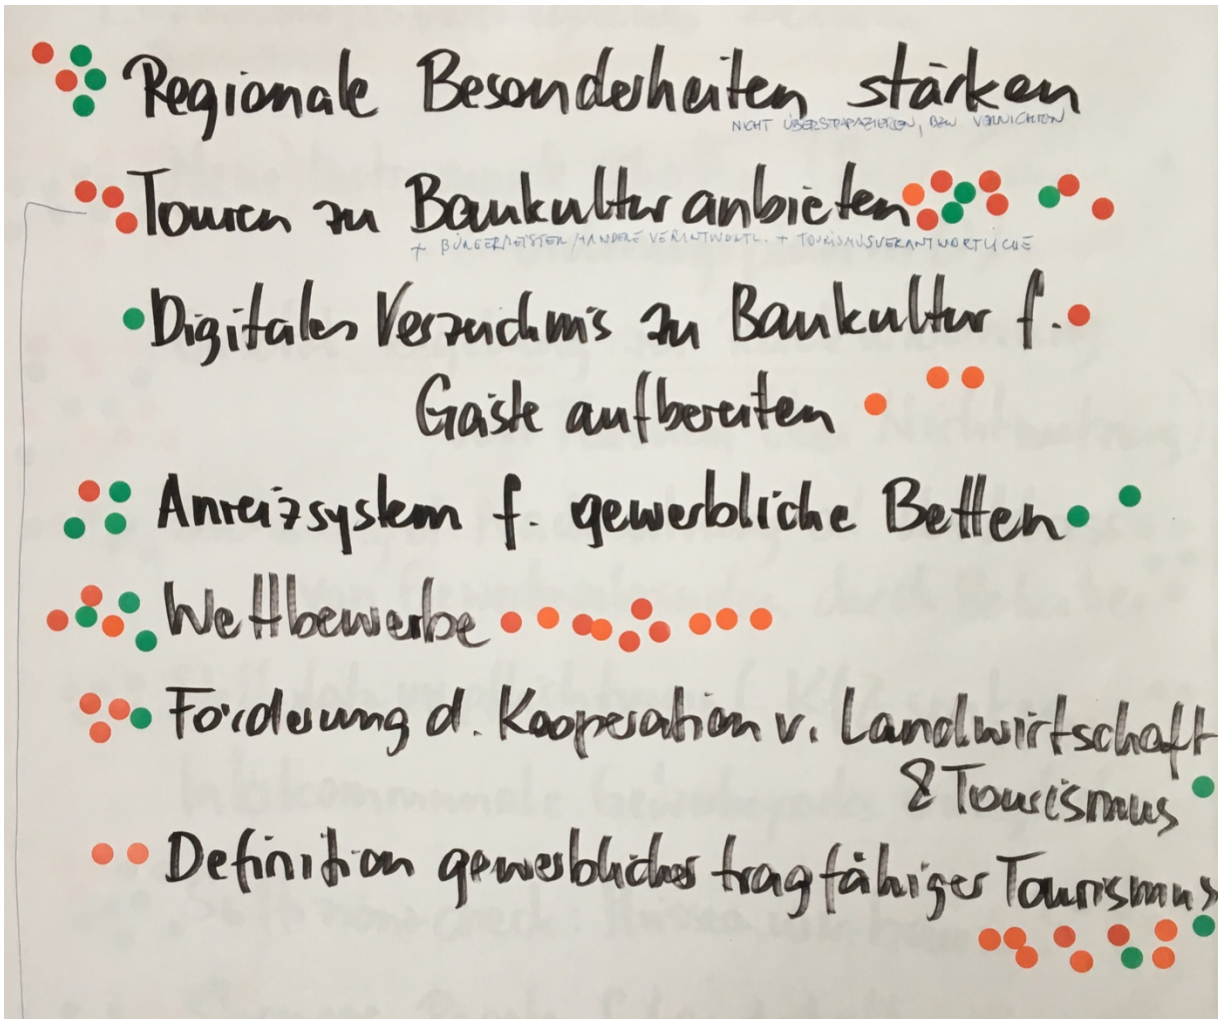 Regionale Besonderheiten stärken
NICHT ÜBERSTRAPAZIEREN, BZW. VERNICHTEN
Touren zu Baukultur anbieten
+ BÜRGERMEISTER / ANDERE VERANTWORTL. + TOURISMUSVERANTWORTLICHE
Digitales Verzeichnis zu Baukultur f.
Gäste aufbereiten
Anreizsystem f. gewerbliche Betten
Wettbewerbe
Förderung d. Kooperation v. Landwirtschaft
& Tourismus
Definition gewerblicher tragfähiger Tourismus